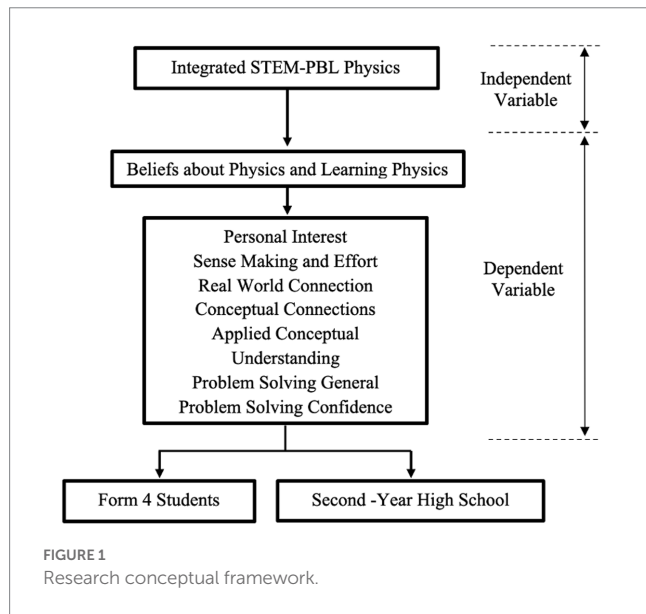 Integrated STEM-PBL Physics
Independent
Variable
Beliefs about Physics and Learning Physics
Personal Interest
Sense Making and Effort
Real World Connection
Conceptual Connections
Applied Conceptual
Understanding
Problem Solving General
Problem Solving Confidence
Dependent
Variable
Form 4 Students
Second -Year High School
FIGURE 1
Research conceptual framework.